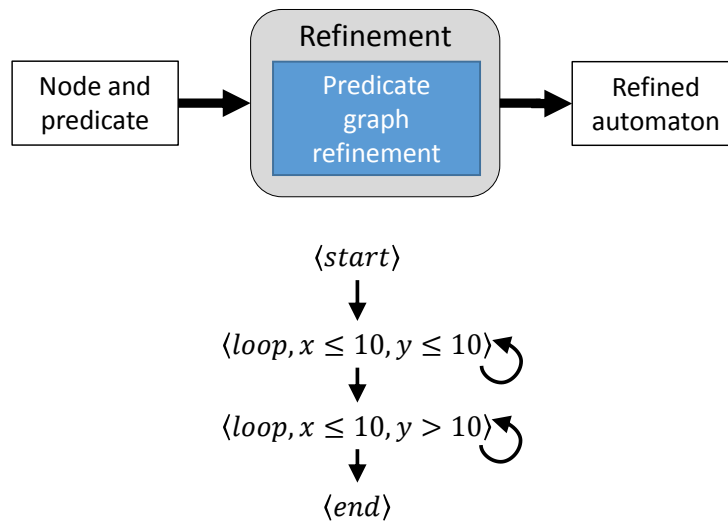 Refinement
Node and
predicate
Predicate
graph
refinement
Refined
automaton
⟨start⟩
⟨loop, x ≤ 10, y ≤ 10⟩
⟨loop, x ≤ 10, y > 10⟩
⟨end⟩